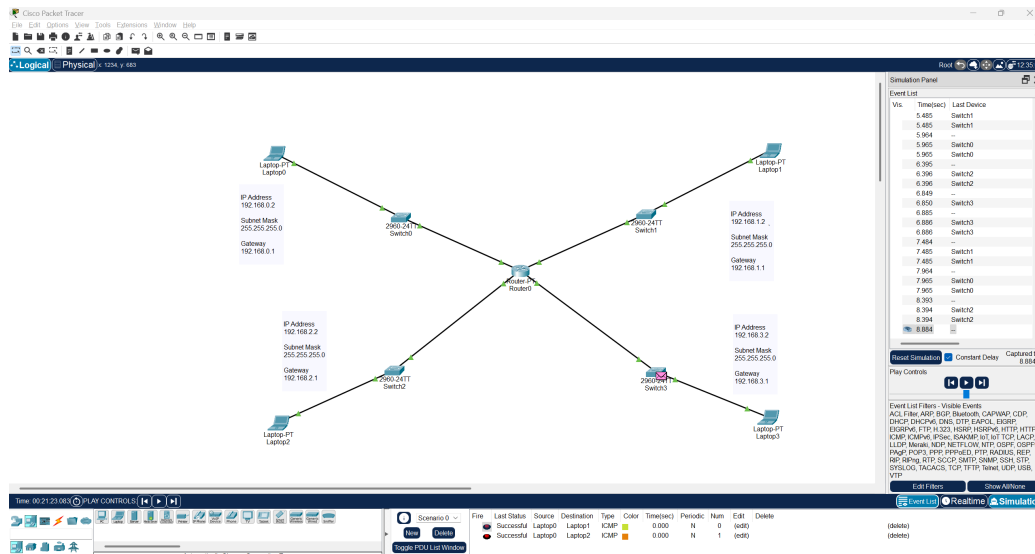 Cisco Packet Tracer
File Edit Options View Tools Extensions Window Help
Logical Physical x: 1234, y: 683 Root 12:35
Simulation Panel
Event List
Vis. Time(sec) Last Device
5.485 Switch1
5.485 Switch1
5.964 --
5.965 Switch0
5.965 Switch0
6.395 --
6.396 Switch2
6.396 Switch2
6.849 --
6.850 Switch3
6.885 --
6.886 Switch3
6.886 Switch3
7.484 --
7.485 Switch1
7.485 Switch1
7.964 --
7.965 Switch0
7.965 Switch0
8.393 --
8.394 Switch2
8.394 Switch2
8.884 --
Reset Simulation Constant Delay Captured
8.884
Play Controls
Event List Filters - Visible Events
ACL Filter, ARP, BGP, Bluetooth, CAPWAP, CDP,
DHCP, DHCPv6, DNS, DTP, EAPOL, EIGRP,
EIGRPv6, FTP, H.323, HSRP, HSRPv6, HTTP, HTTP
ICMP, ICMPv6, IPSec, ISAKMP, IoT, IoT TCP, LACP,
LLDP, Meraki, NDP, NETFLOW, NTP, OSPF, OSPF
PAgP, POP3, PPP, PPPoED, PTP, RADIUS, REP,
RIP, RIPng, RTP, SCCP, SMTP, SNMP, SSH, STP,
SYSLOG, TACACS, TCP, TFTP, Telnet, UDP, USB,
VTP
Edit Filters Show All/None
Event List Realtime Simulatio
Laptop-PT
Laptop0
IP Address
192.168.0.2
Subnet Mask
255.255.255.0
Gateway
192.168.0.1
2960-24TT
Switch0
Laptop-PT
Laptop1
2960-24TT
Switch1
IP Address
192.168.1.2
Subnet Mask
255.255.255.0
Gateway
192.168.1.1
Router-PT
Router0
IP Address
192.168.2.2
Subnet Mask
255.255.255.0
Gateway
192.168.2.1
2960-24TT
Switch2
Laptop-PT
Laptop2
IP Address
192.168.3.2
Subnet Mask
255.255.255.0
Gateway
192.168.3.1
2960-24TT
Switch3
Laptop-PT
Laptop3
Time: 00:21:23.083 PLAY CONTROLS:
Scenario 0
New Delete
Toggle PDU List Window
Fire Last Status Source Destination Type Color Time(sec) Periodic Num Edit Delete
Successful Laptop0 Laptop1 ICMP 0.000 N 0 (edit) (delete)
Successful Laptop0 Laptop2 ICMP 0.000 N 1 (edit) (delete)